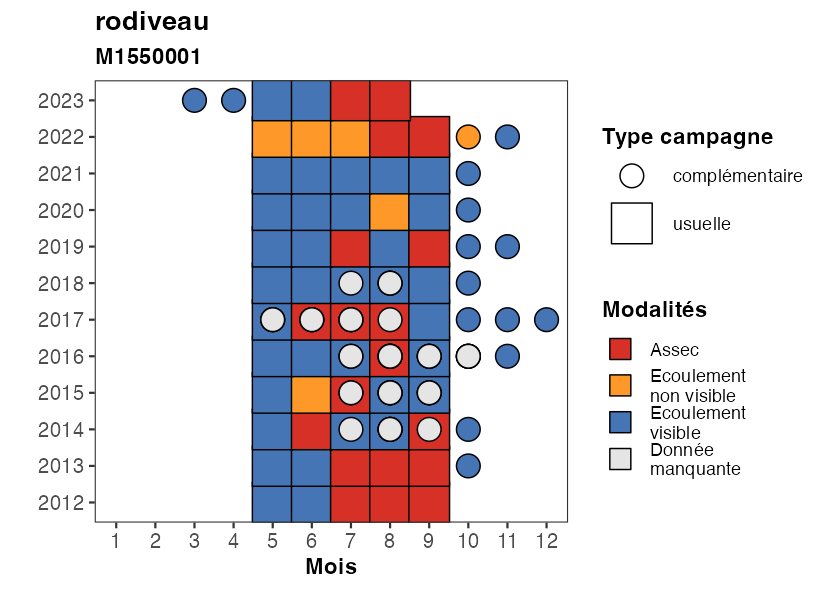 rodiveau
M1550001
2023
2022
2021
2020
2019
2018
2017
2016
2015
2014
2013
2012
1 2 3 4 5 6 7 8 9 10 11 12
Mois
Type campagne
complémentaire
usuelle
Modalités
Assec
Ecoulement
non visible
Ecoulement
visible
Donnée
manquante